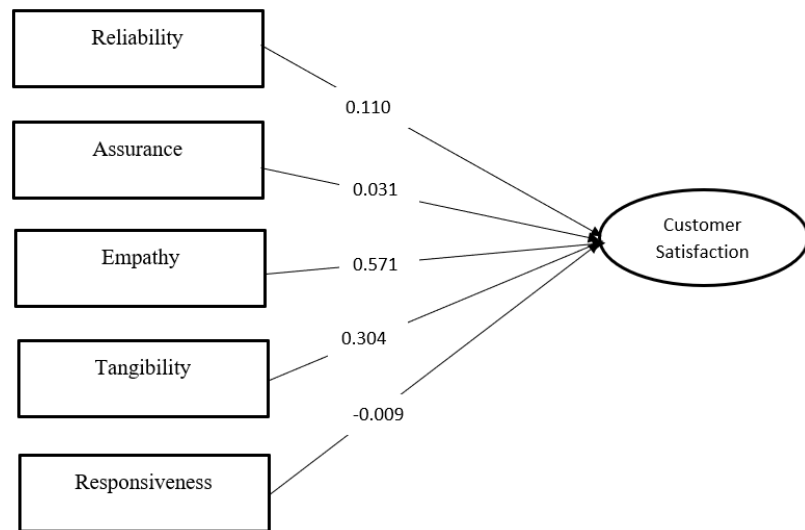 Reliability
0.110
Assurance
0.031
Customer
Satisfaction
Empathy
0.571
Tangibility
0.304
-0.009
Responsiveness